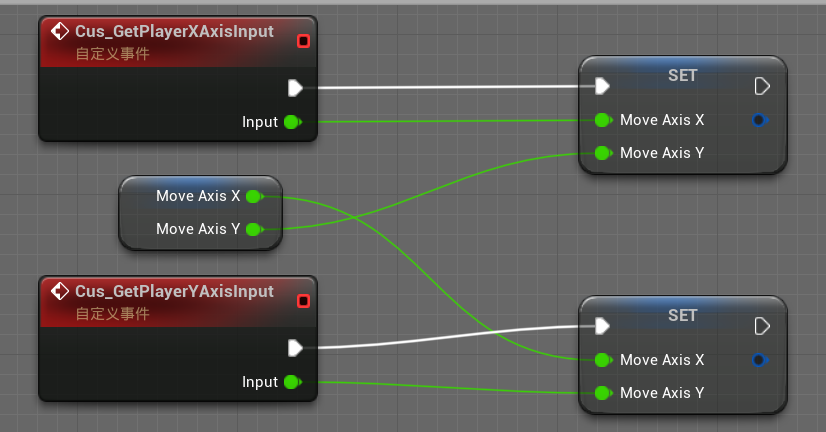 Cus_GetPlayerXAxisInput
自定义事件
Input
SET
Move Axis X
Move Axis Y
Move Axis X
Move Axis Y
Cus_GetPlayerYAxisInput
自定义事件
Input
SET
Move Axis X
Move Axis Y